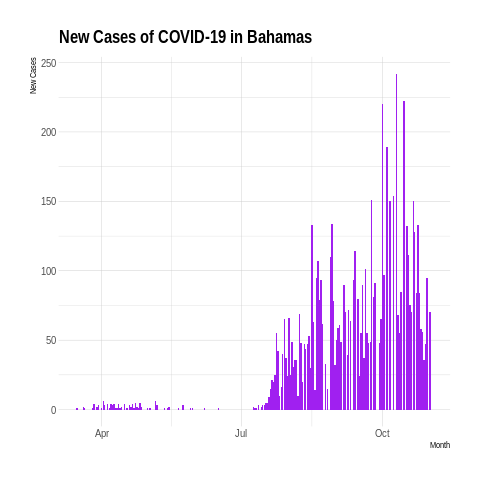 New Cases of COVID-19 in Bahamas
New Cases
250
200
150
100
50
0
Apr
Jul
Oct
Month